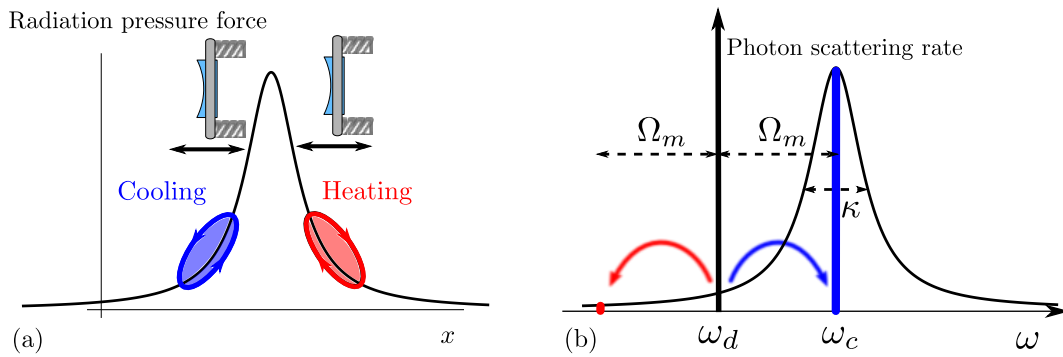 Radiation pressure force
Cooling
Heating
x
(a)
Photon scattering rate
Ω_m
Ω_m
κ
ω_d
ω_c
ω
(b)